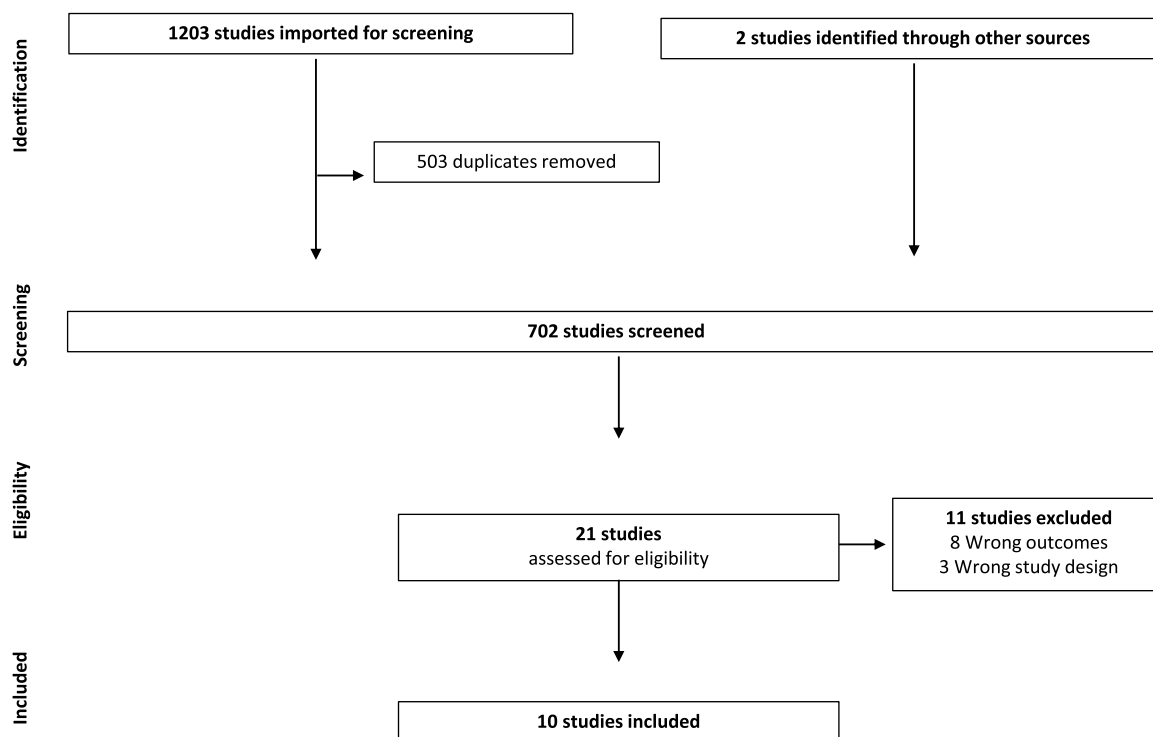 Identification
1203 studies imported for screening
2 studies identified through other sources
503 duplicates removed
Screening
702 studies screened
Eligibility
21 studies
assessed for eligibility
11 studies excluded
8 Wrong outcomes
3 Wrong study design
Included
10 studies included